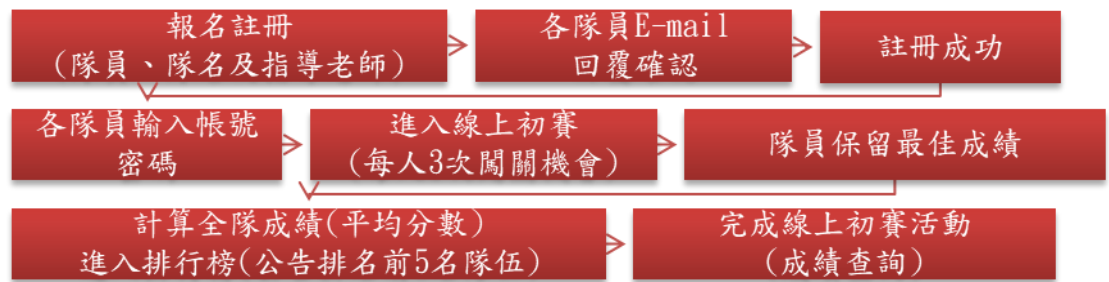 報名註冊
(隊員、隊名及指導老師)
各隊員E-mail
回覆確認
註冊成功
各隊員輸入帳號
密碼
進入線上初賽
(每人3次闖關機會)
隊員保留最佳成績
計算全隊成績(平均分數)
進入排行榜(公告排名前5名隊伍)
完成線上初賽活動
(成績查詢)